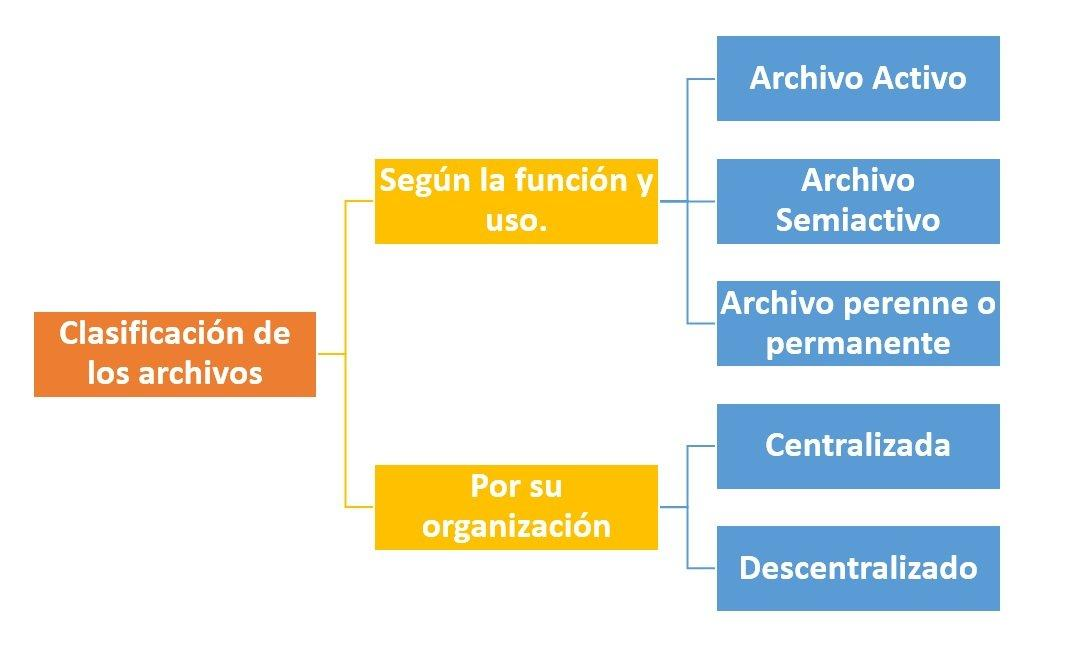 Clasificación de
los archivos
Según la función y
uso.
Archivo Activo
Archivo
Semiactivo
Archivo perenne o
permanente
Por su
organización
Centralizada
Descentralizado